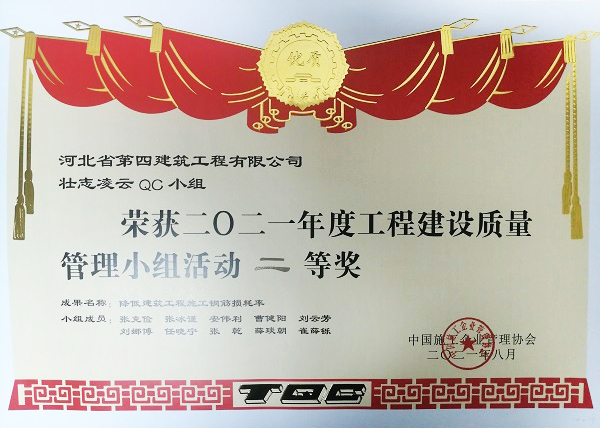 优质
河北省第四建筑工程有限公司
壮志凌云QC小组
荣获二〇二一年度工程建设质量
管理小组活动 二 等奖
成果名称：降低建筑工程施工钢筋损耗率
小组成员：张克俭 张冰谊 安伟利 曹健阳 刘云芳
刘娜博 任晓宁 张乾 薛琰朝 崔薛铄
中国施工企业管理协会
二〇二一年八月
TQC